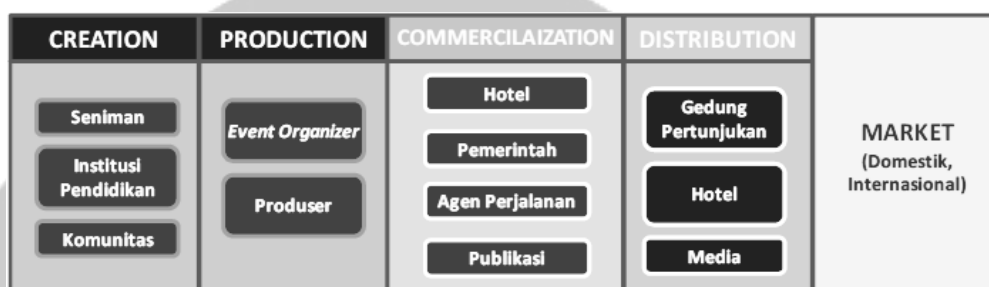 CREATION
PRODUCTION
COMMERCILAIZATION
DISTRIBUTION
Seniman
Institusi
Pendidikan
Komunitas
Event Organizer
Produser
Hotel
Pemerintah
Agen Perjalanan
Publikasi
Gedung
Pertunjukan
Hotel
Media
MARKET
(Domestik,
Internasional)